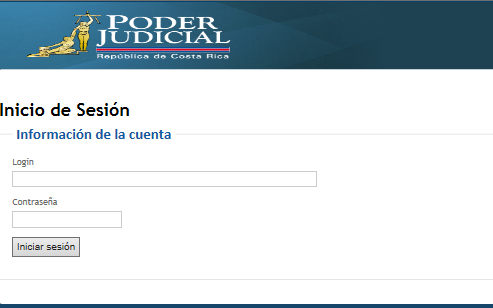 PODER
JUDICIAL
República de Costa Rica
Inicio de Sesión
Información de la cuenta
Login
Contraseña
Iniciar sesión